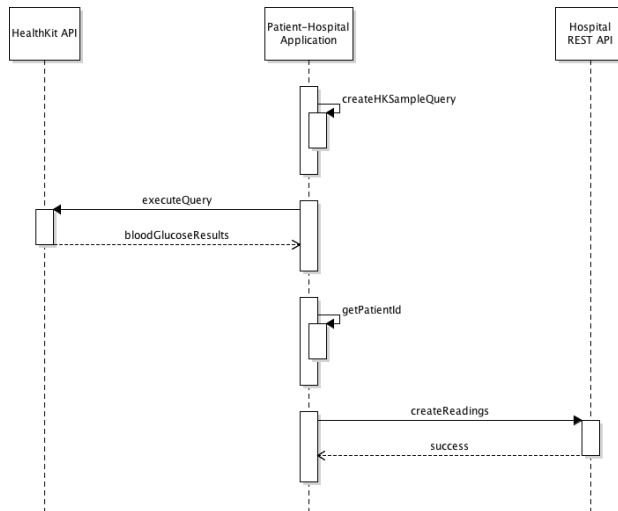 HealthKit API
Patient-Hospital
Application
Hospital
REST API
createHKSampleQuery
executeQuery
bloodGlucoseResults
getPatientId
createReadings
success